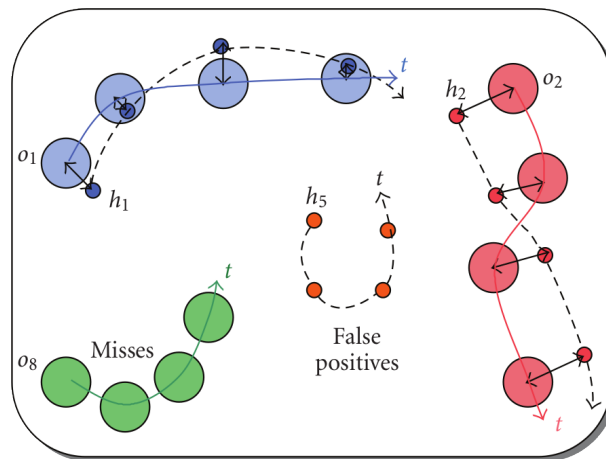 t
o₁
h₁
h₂
o₂
h₅
t
t
o₈
Misses
False
positives
t